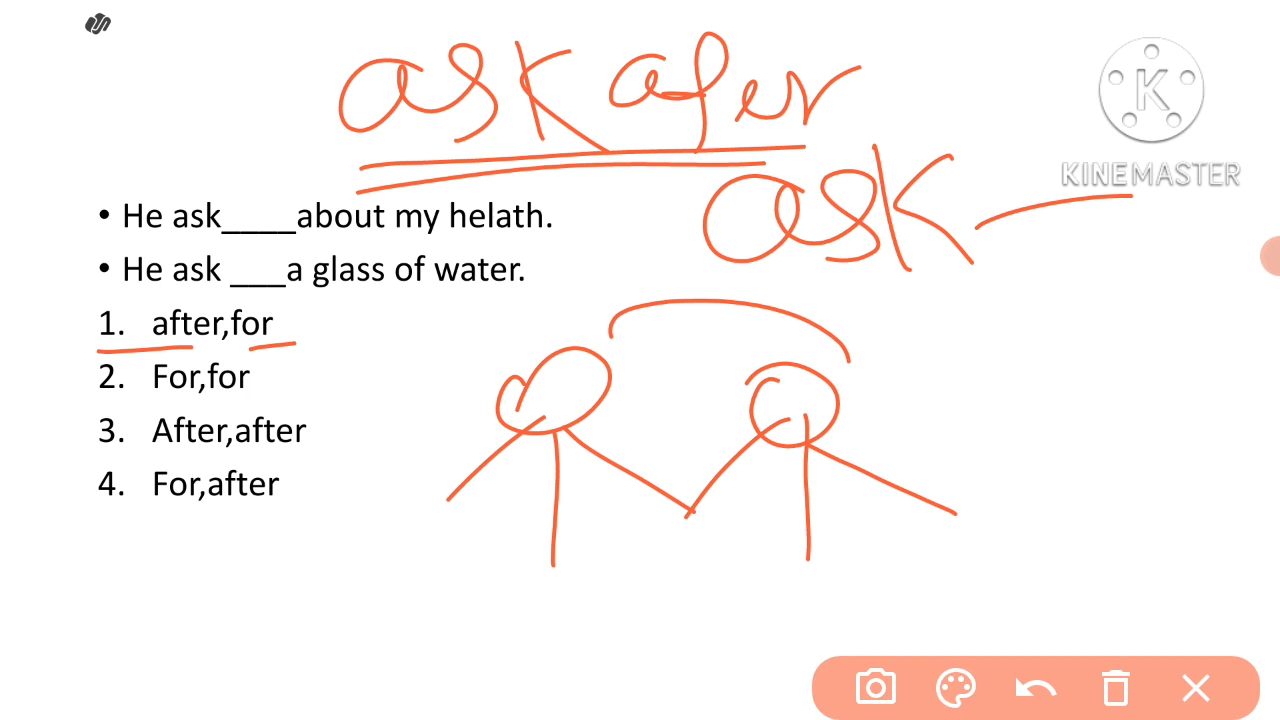 ask afer
KINEMASTER
ask
• He ask____about my helath.
• He ask ___a glass of water.
1. after,for
2. For,for
3. After,after
4. For,after